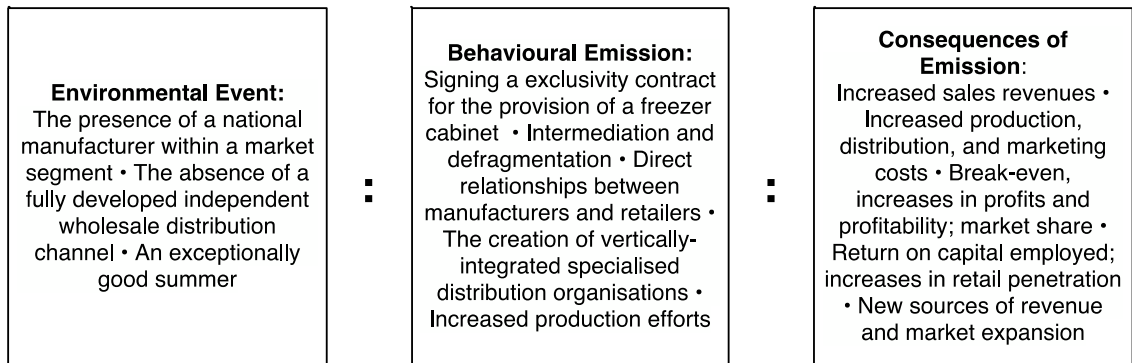 Environmental Event:
The presence of a national
manufacturer within a market
segment • The absence of a
fully developed independent
wholesale distribution
channel • An exceptionally
good summer
:
Behavioural Emission:
Signing a exclusivity contract
for the provision of a freezer
cabinet • Intermediation and
defragmentation • Direct
relationships between
manufacturers and retailers •
The creation of vertically-
integrated specialised
distribution organisations •
Increased production efforts
:
Consequences of
Emission:
Increased sales revenues •
Increased production,
distribution, and marketing
costs • Break-even,
increases in profits and
profitability; market share •
Return on capital employed;
increases in retail penetration
• New sources of revenue
and market expansion